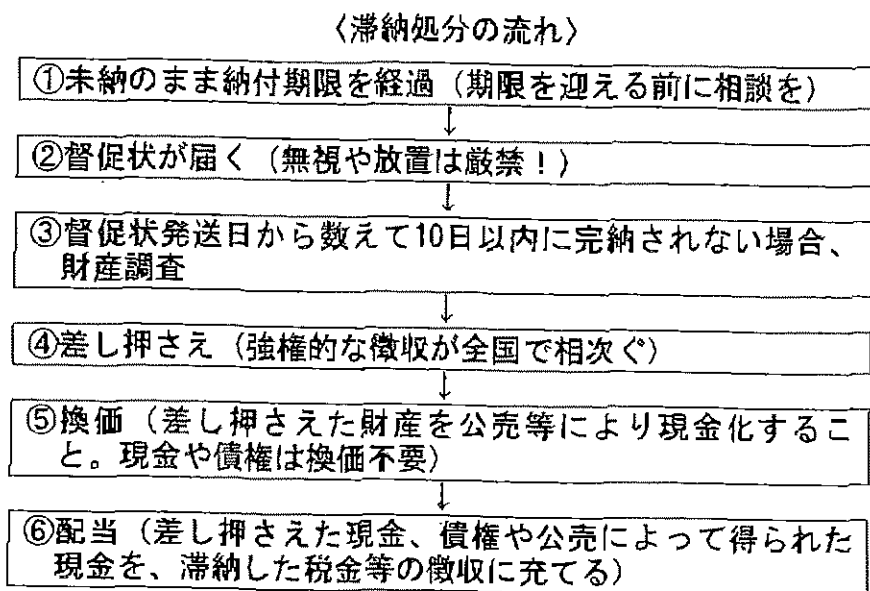 〈滞納処分の流れ〉
①未納のまま納付期限を経過（期限を迎える前に相談を）
↓
②督促状が届く（無視や放置は厳禁！）
↓
③督促状発送日から数えて10日以内に完納されない場合、
財産調査
↓
④差し押さえ（強権的な徴収が全国で相次ぐ）
↓
⑤換価（差し押さえた財産を公売等により現金化するこ
と。現金や債権は換価不要）
↓
⑥配当（差し押さえた現金、債権や公売によって得られた
現金を、滞納した税金等の徴収に充てる）